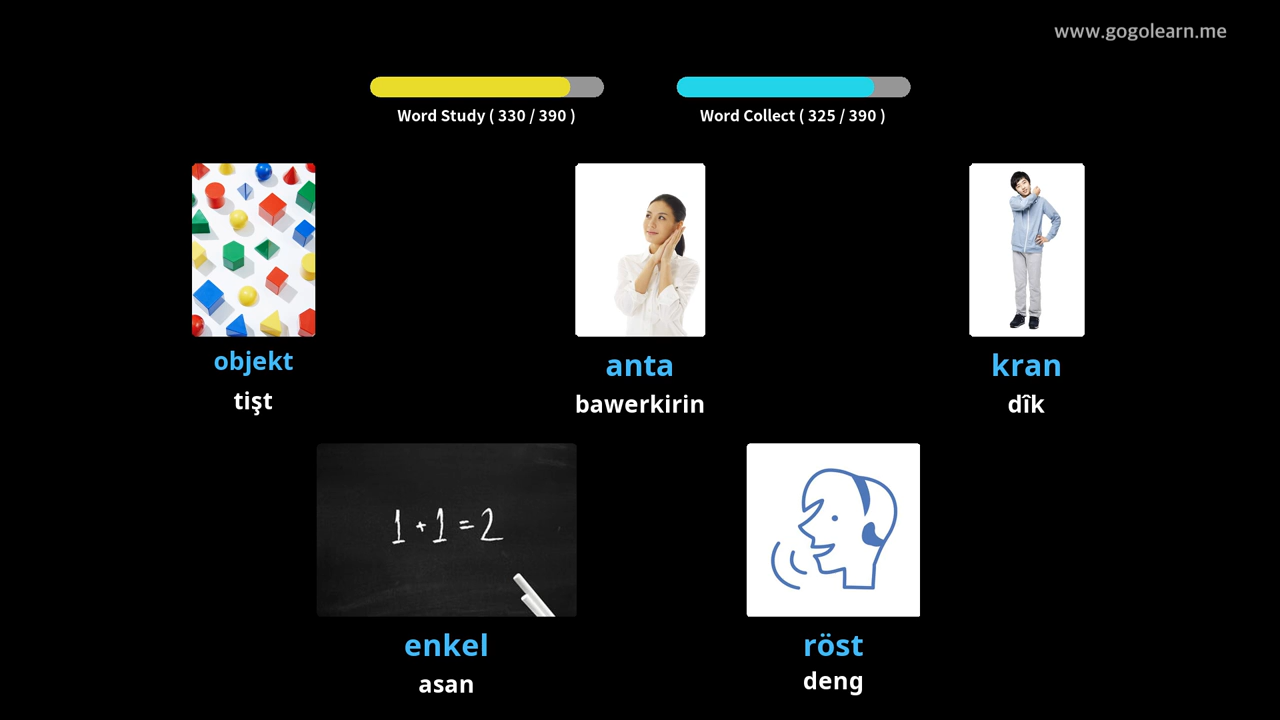 www.gogolearn.me
Word Study ( 330 / 390 )
Word Collect ( 325 / 390 )
objekt
tişt
anta
bawerkirin
kran
dîk
1 + 1 = 2
enkel
asan
röst
deng